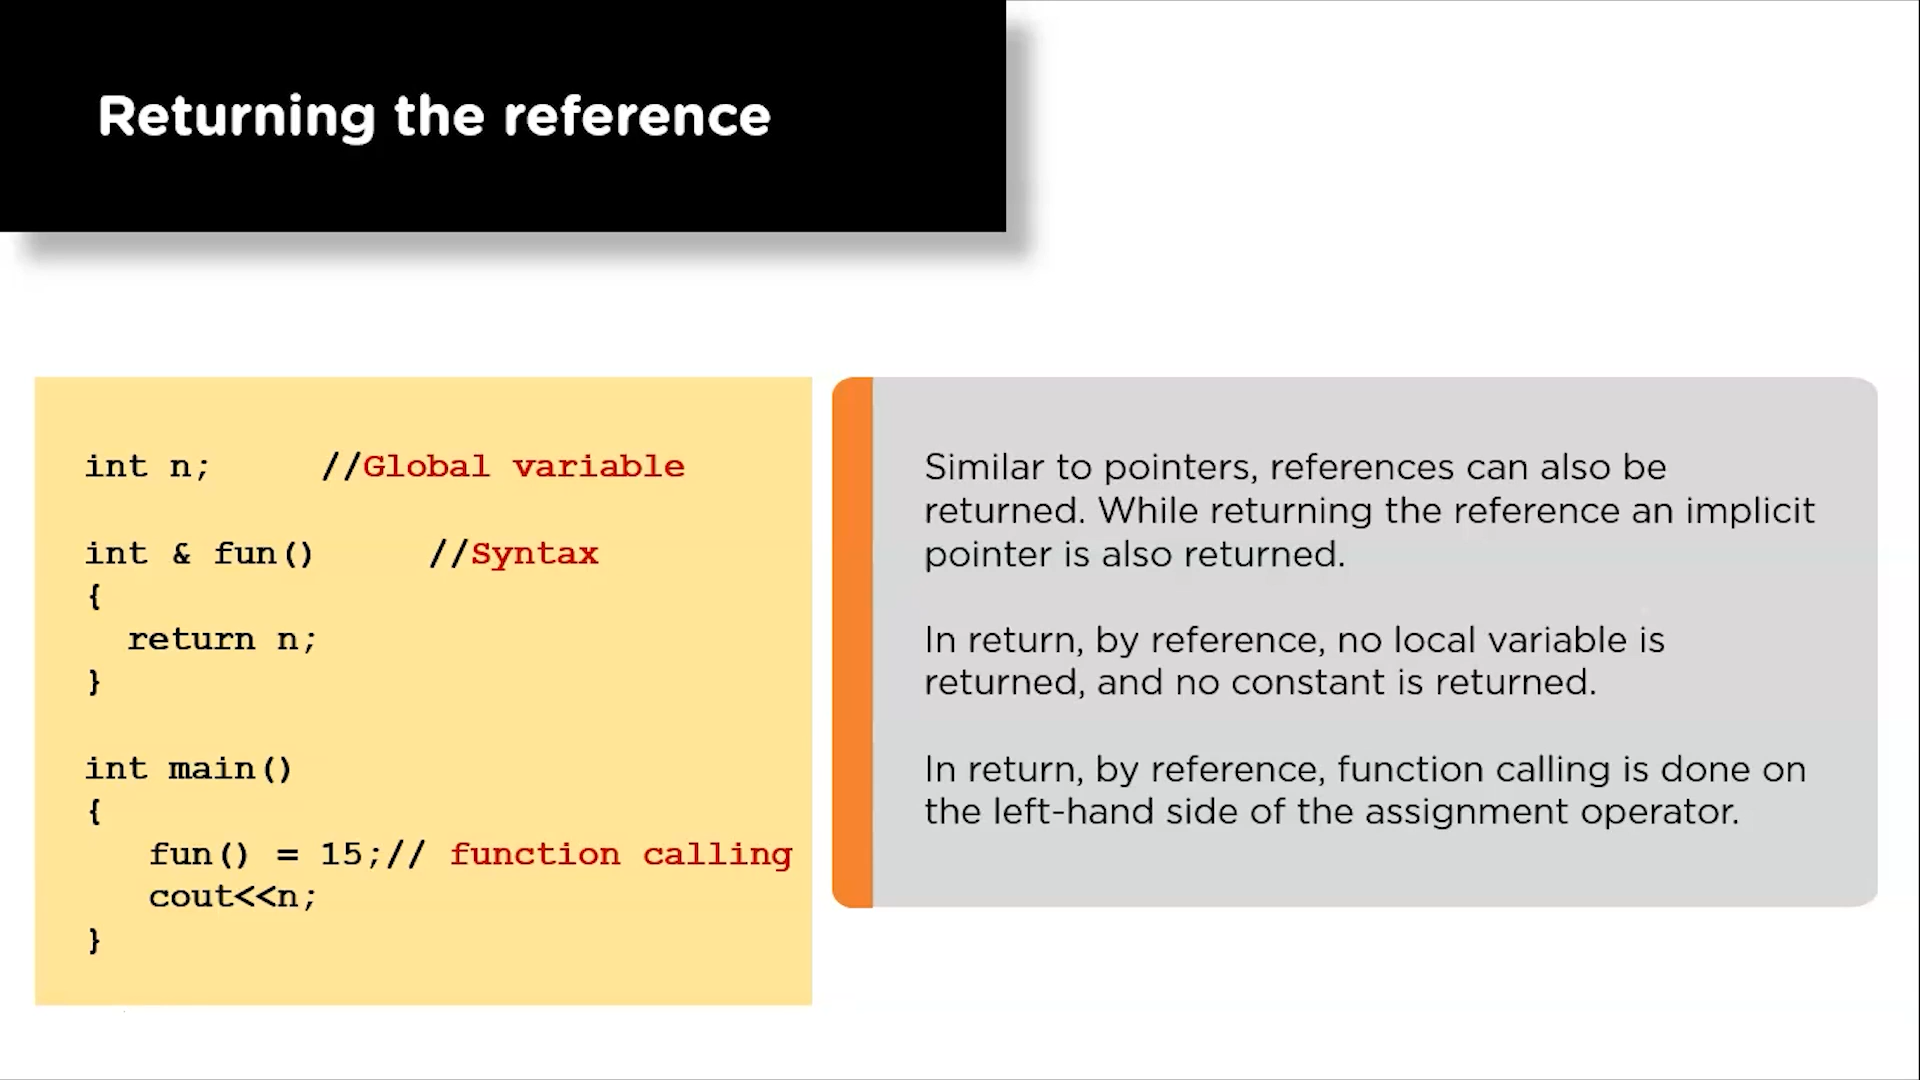 Returning the reference
int n;     //Global variable
int & fun()     //Syntax
{
  return n;
}
int main()
{
   fun() = 15;// function calling
   cout<<n;
}
Similar to pointers, references can also be
returned. While returning the reference an implicit
pointer is also returned.
In return, by reference, no local variable is
returned, and no constant is returned.
In return, by reference, function calling is done on
the left-hand side of the assignment operator.